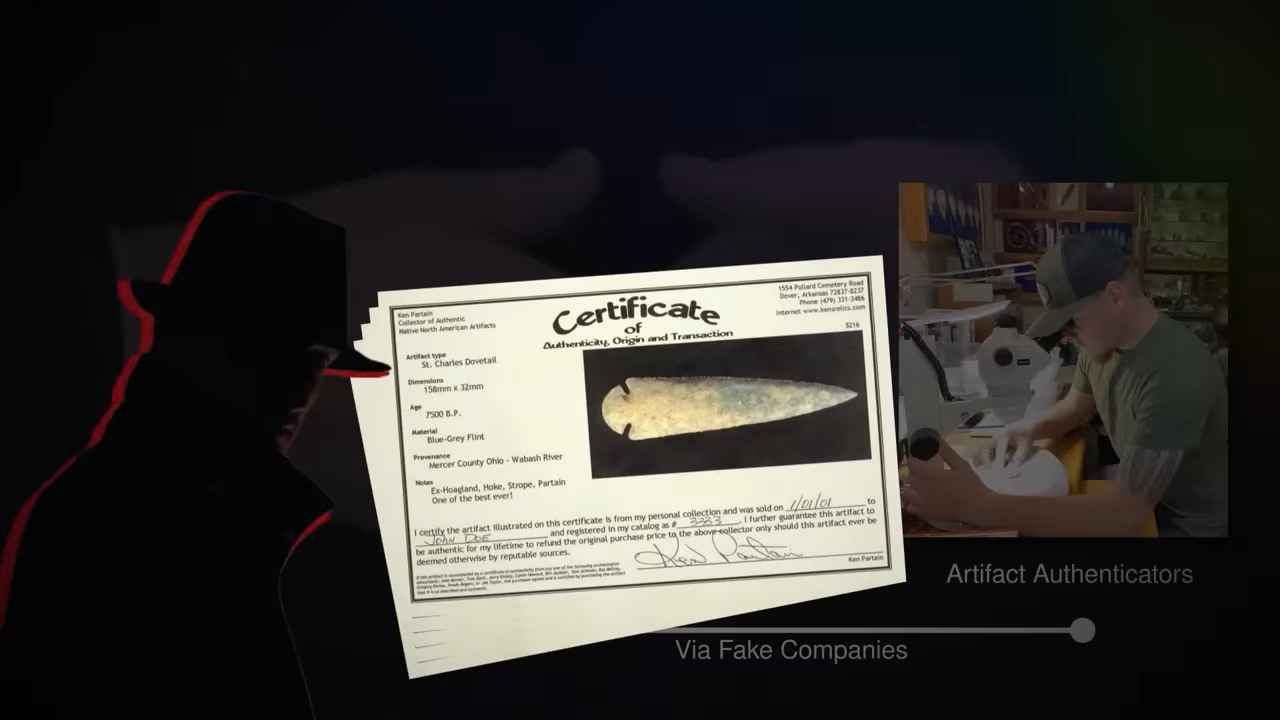 Ken Partain
Collector of Authentic
Native North American Artifacts
Certificate
of
Authenticity, Origin and Transaction
1554 Pollard Cemetery Road
Dover, Arkansas 72837-8237
Phone (479) 331-3486
Internet www.kensrelics.com
5216
Artifact type
St. Charles Dovetail
Dimensions
158mm x 32mm
Age
7500 B.P.
Material
Blue-Grey Flint
Provenance
Mercer County Ohio - Wabash River
Notes
Ex-Hoagland, Hoke, Strope, Partain
One of the best ever!
I certify the artifact illustrated on this certificate is from my personal collection and was sold on 1/01/01 to
John Doe and registered in my catalog as # 3333 . I further guarantee this artifact to
be authentic for my lifetime to refund the original purchase price to the above collector only should this artifact ever be
deemed otherwise by reputable sources.
Ken Partain
Ken Partain
Artifact Authenticators
Via Fake Companies